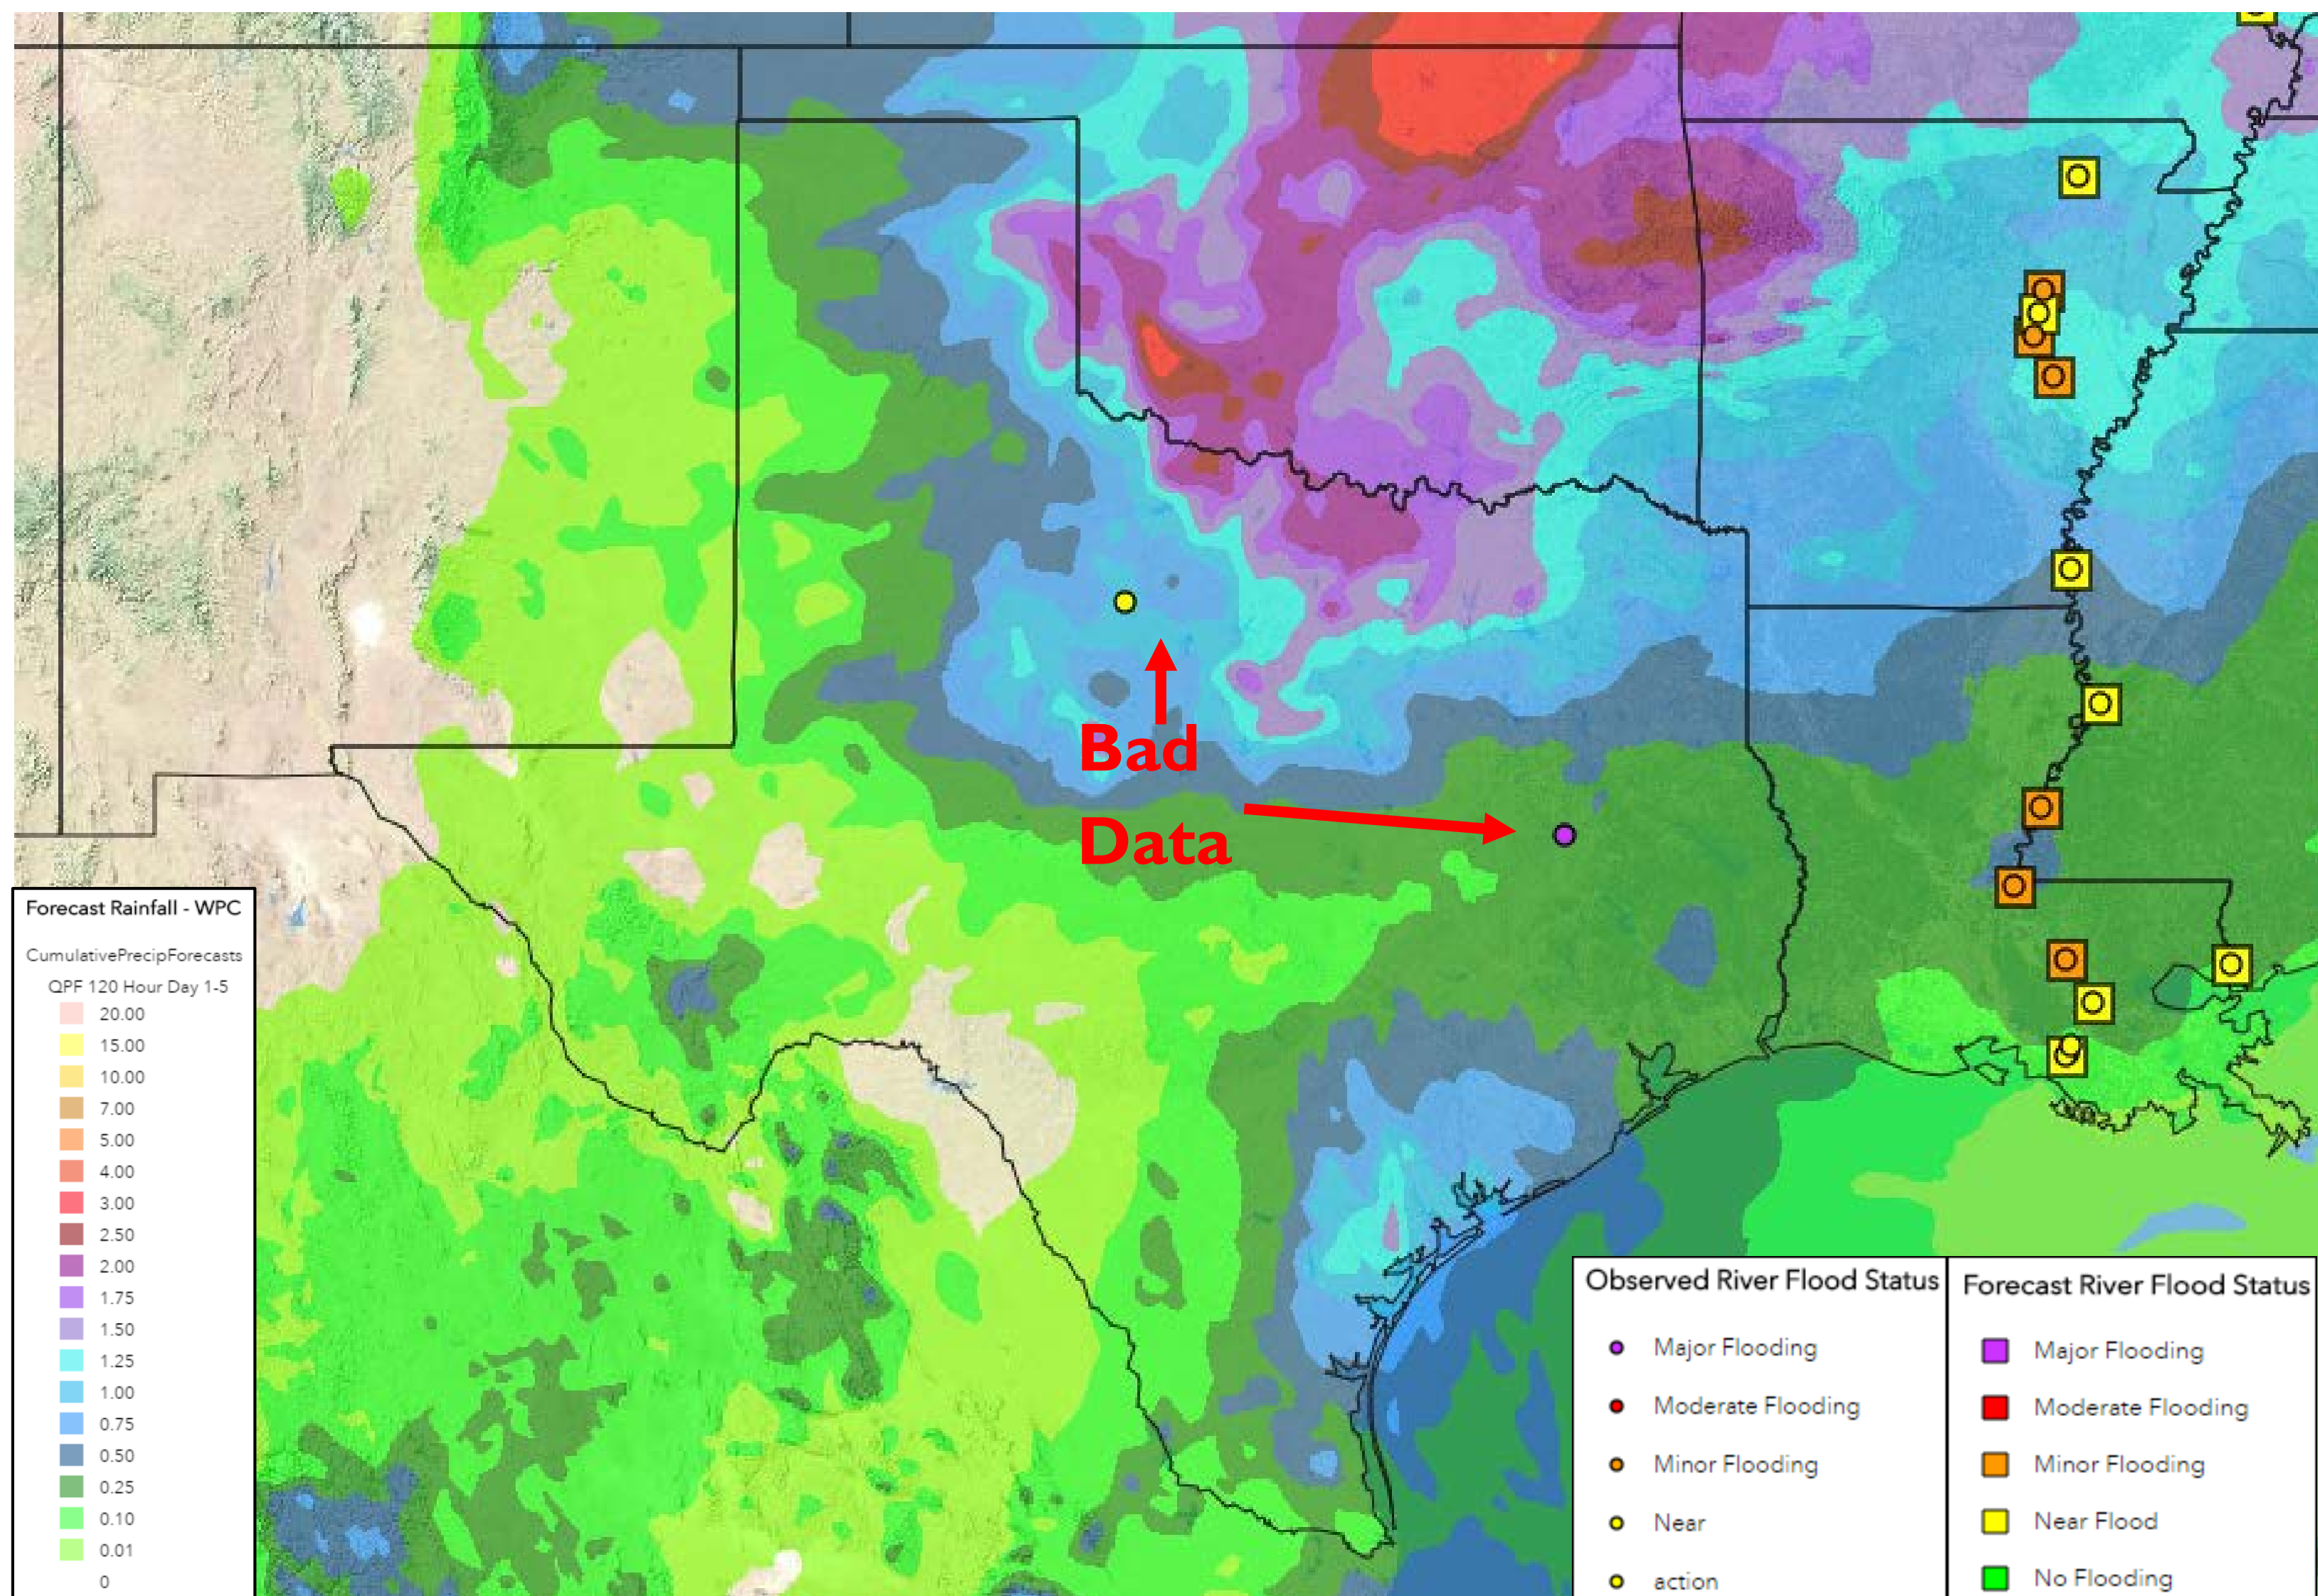 Bad
Data
Forecast Rainfall - WPC
CumulativePrecipForecasts
QPF 120 Hour Day 1-5
20.00
15.00
10.00
7.00
5.00
4.00
3.00
2.50
2.00
1.75
1.50
1.25
1.00
0.75
0.50
0.25
0.10
0.01
0
Observed River Flood Status
Major Flooding
Moderate Flooding
Minor Flooding
Near
action
Forecast River Flood Status
Major Flooding
Moderate Flooding
Minor Flooding
Near Flood
No Flooding